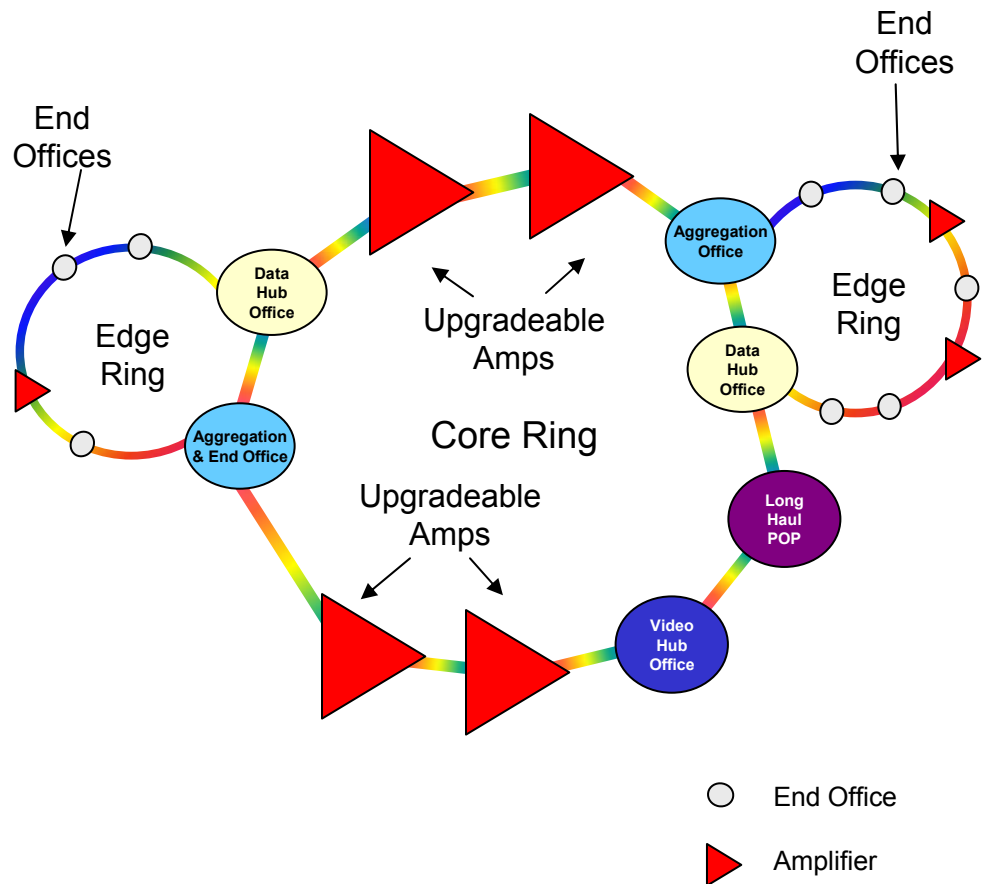 End
Offices
End
Offices
Data
Hub
Office
Aggregation
Office
Edge
Ring
Upgradeable
Amps
Edge
Ring
Data
Hub
Office
Aggregation
& End Office
Core Ring
Upgradeable
Amps
Long
Haul
POP
Video
Hub
Office
End Office
Amplifier